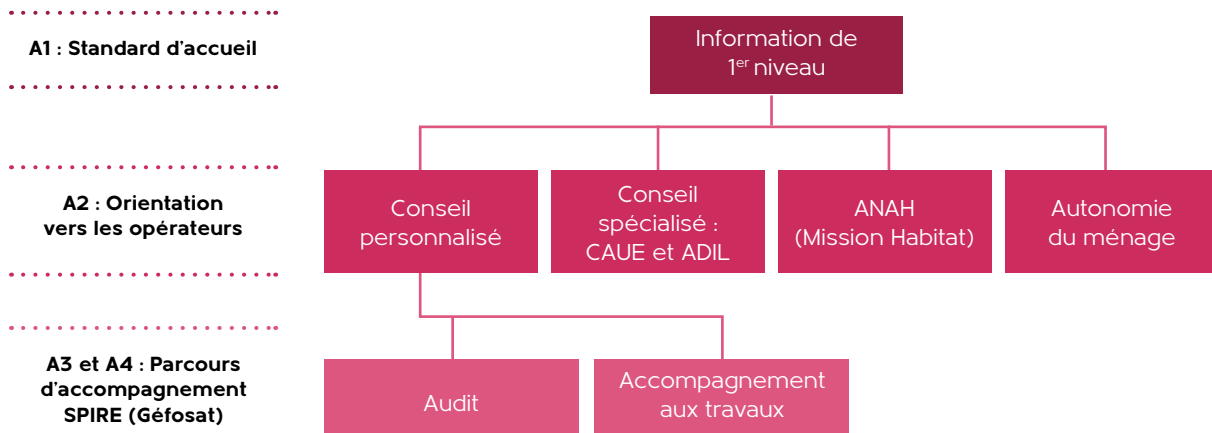 A1 : Standard d'accueil
Information de
1er niveau
A2 : Orientation
vers les opérateurs
Conseil
personnalisé
Conseil
spécialisé :
CAUE et ADIL
ANAH
(Mission Habitat)
Autonomie
du ménage
A3 et A4 : Parcours
d'accompagnement
SPIRE (Géfosat)
Audit
Accompagnement
aux travaux